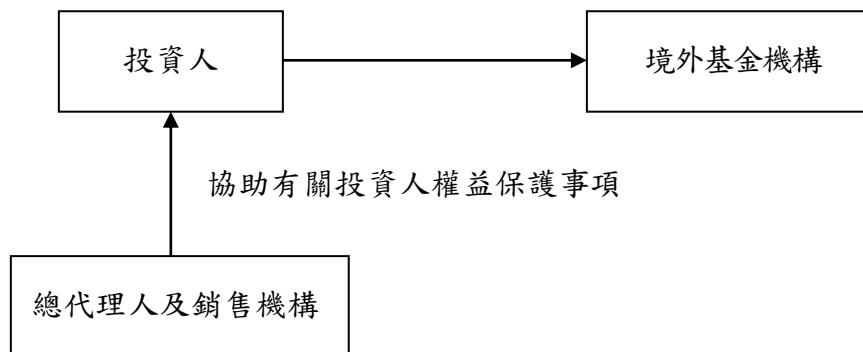 投資人
境外基金機構
協助有關投資人權益保護事項
總代理人及銷售機構